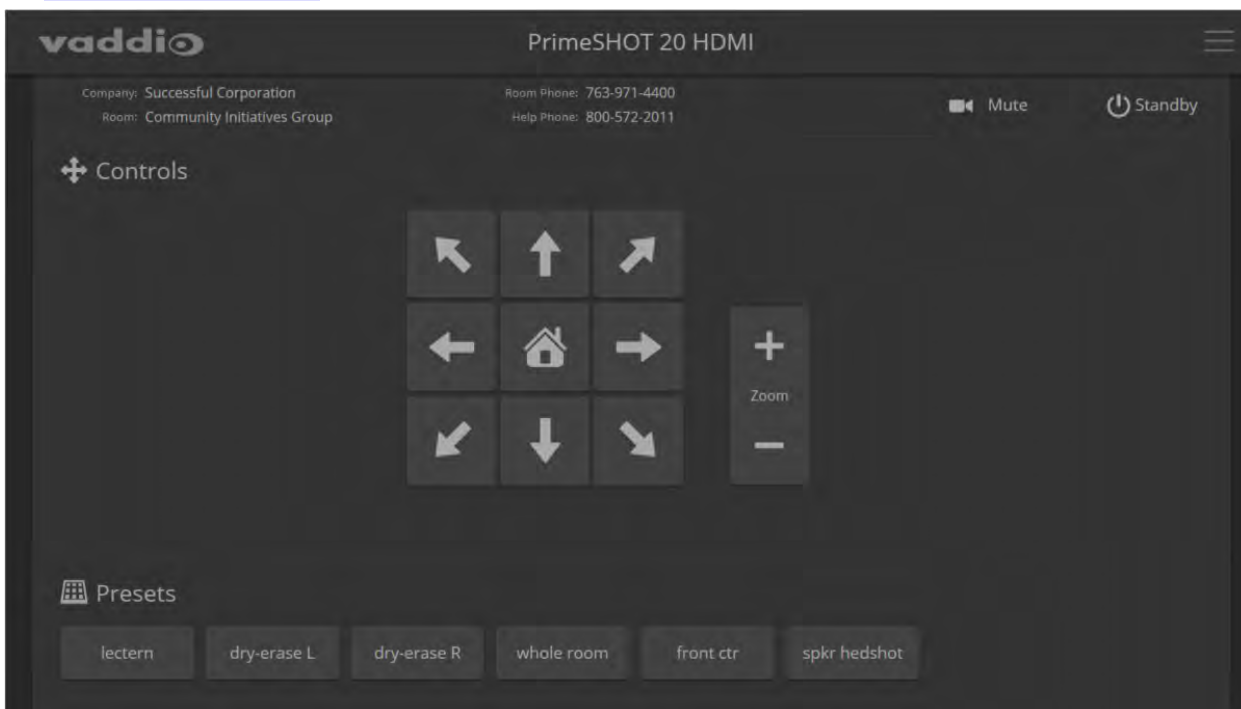 vaddio
PrimeSHOT 20 HDMI
Company: Successful Corporation
Room: Community Initiatives Group
Room Phone: 763-971-4400
Help Phone: 800-572-2011
Mute
Standby
Controls
Zoom
Presets
lectern dry-erase L dry-erase R whole room front ctr spkr hedshot